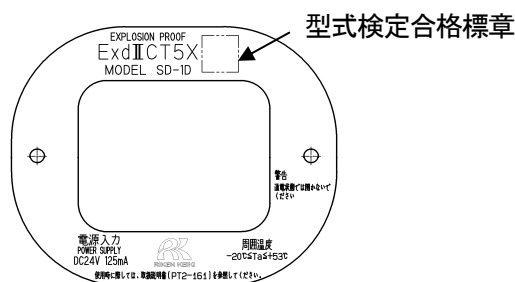 型式検定合格標章
EXPLOSION PROOF
ExdⅡCT5X
MODEL SD-1D
警告
通電状態では開かないで
ください
電源入力
POWER SUPPLY
DC24V 125mA
RIKEN KEIKI
周囲温度
-20℃≦Ta≦+53℃
使用時に際しては、取扱説明書(PT2-161)を参照してください。